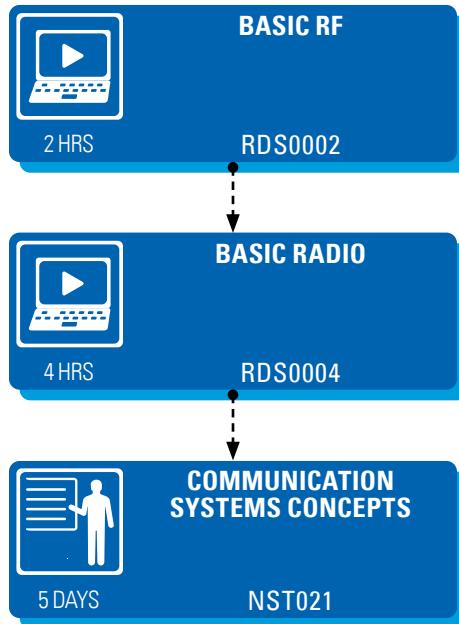 BASIC RF
2 HRS
RDS0002
BASIC RADIO
4 HRS
RDS0004
COMMUNICATION
SYSTEMS CONCEPTS
5 DAYS
NST021